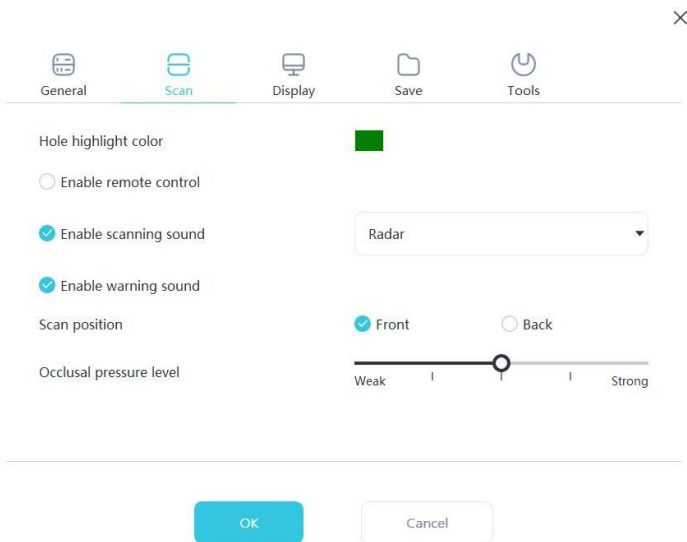 General Scan Display Save Tools
Hole highlight color
Enable remote control
Enable scanning sound Radar
Enable warning sound
Scan position Front Back
Occlusal pressure level Weak Strong
OK Cancel